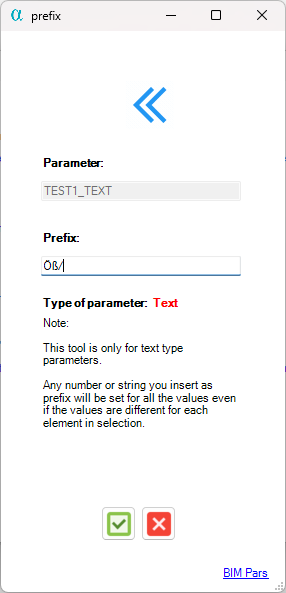 α prefix
Parameter:
TEST1_TEXT
Prefix:
Öß/
Type of parameter: Text
Note:
This tool is only for text type
parameters.
Any number or string you insert as
prefix will be set for all the values even
if the values are different for each
element in selection.
BIM Pars